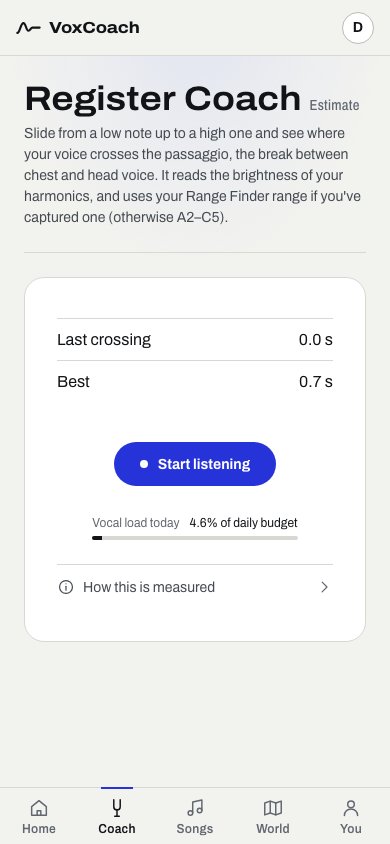 VoxCoach
D
Register Coach Estimate
Slide from a low note up to a high one and see where
your voice crosses the passaggio, the break between
chest and head voice. It reads the brightness of your
harmonics, and uses your Range Finder range if you've
captured one (otherwise A2–C5).
Last crossing 0.0 s
Best 0.7 s
Start listening
Vocal load today 4.6% of daily budget
How this is measured
Home Coach Songs World You